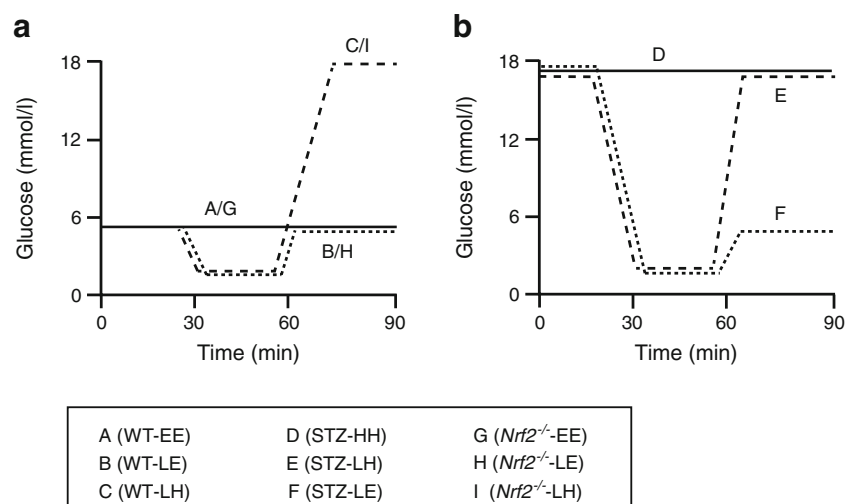 a
b
C/I
D
18
18
E
Glucose (mmol/l)
Glucose (mmol/l)
12
12
A/G
6
6
F
B/H
0
0
0 30 60 90
0 30 60 90
Time (min)
Time (min)
A (WT-EE) D (STZ-HH) G (Nrf2-/--EE)
B (WT-LE) E (STZ-LH) H (Nrf2-/--LE)
C (WT-LH) F (STZ-LE) I (Nrf2-/--LH)